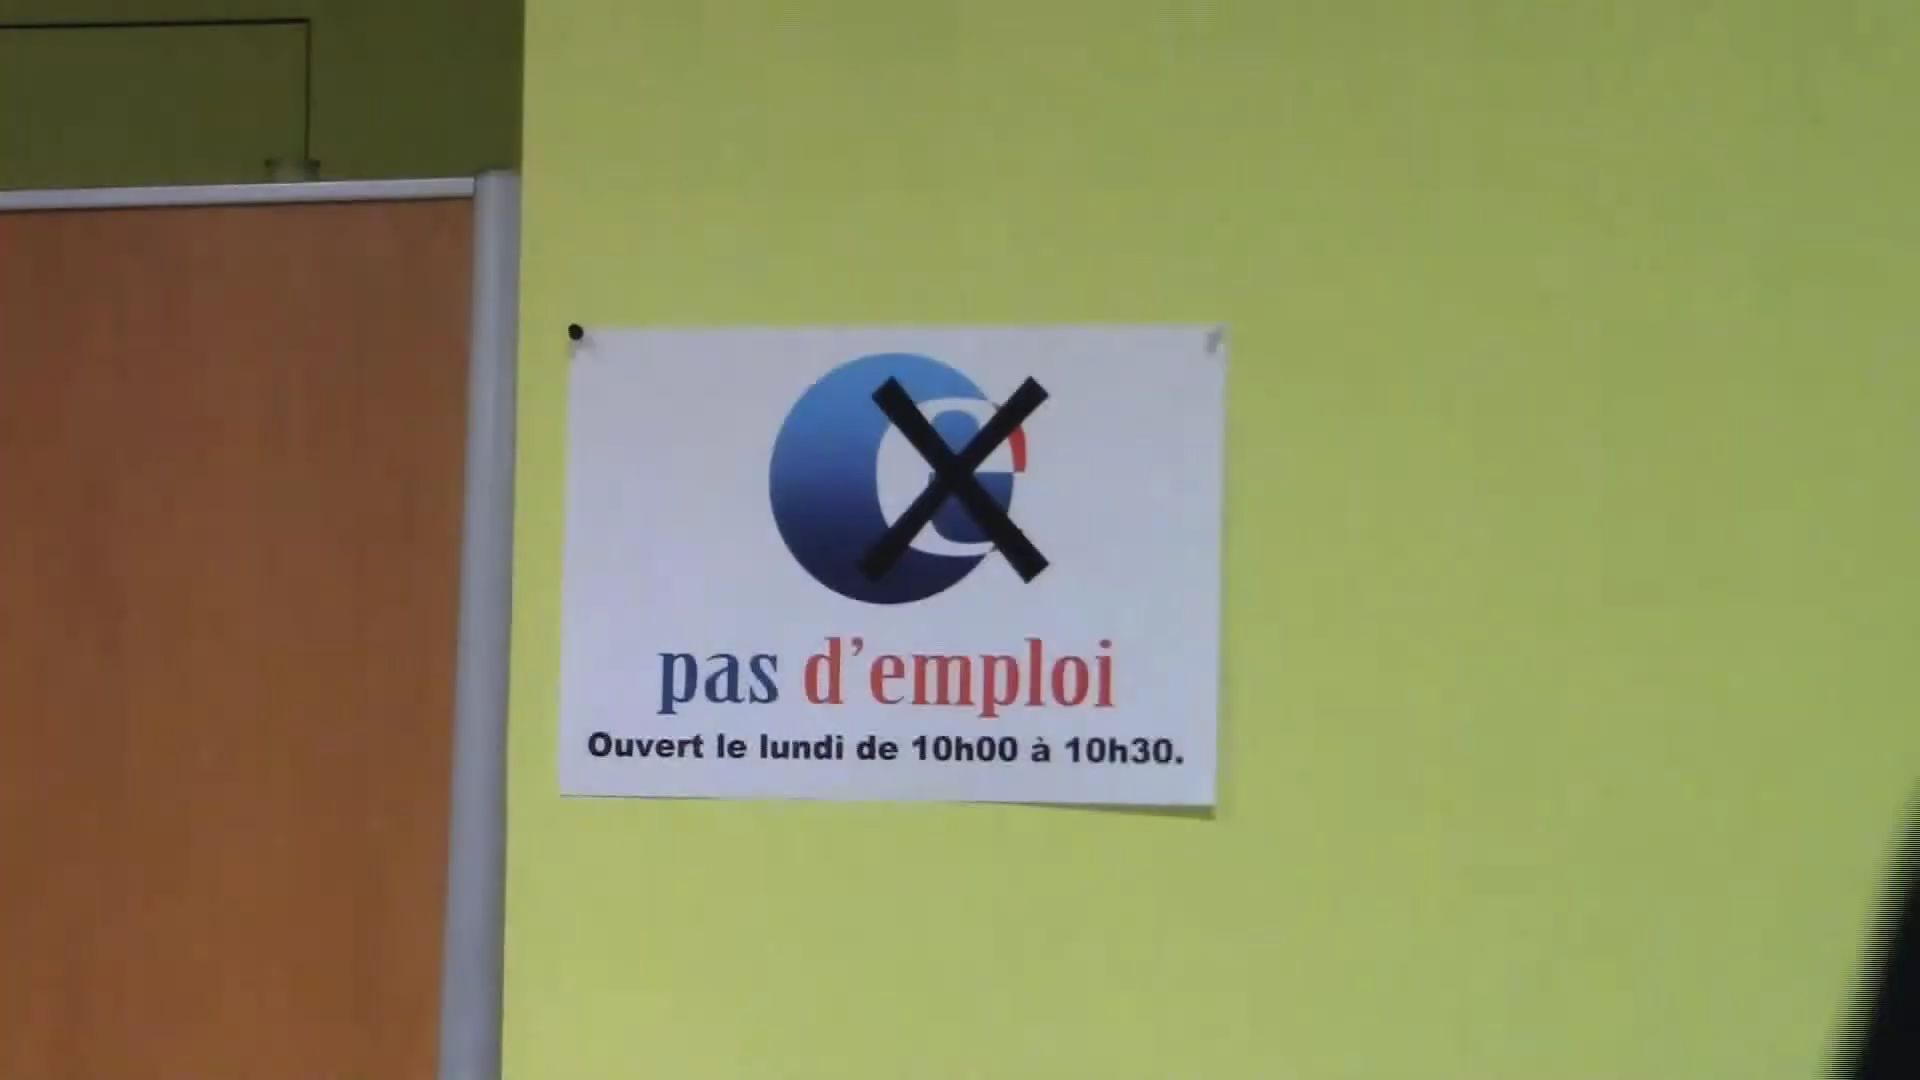 pas d'emploi
Ouvert le lundi de 10h00 à 10h30.